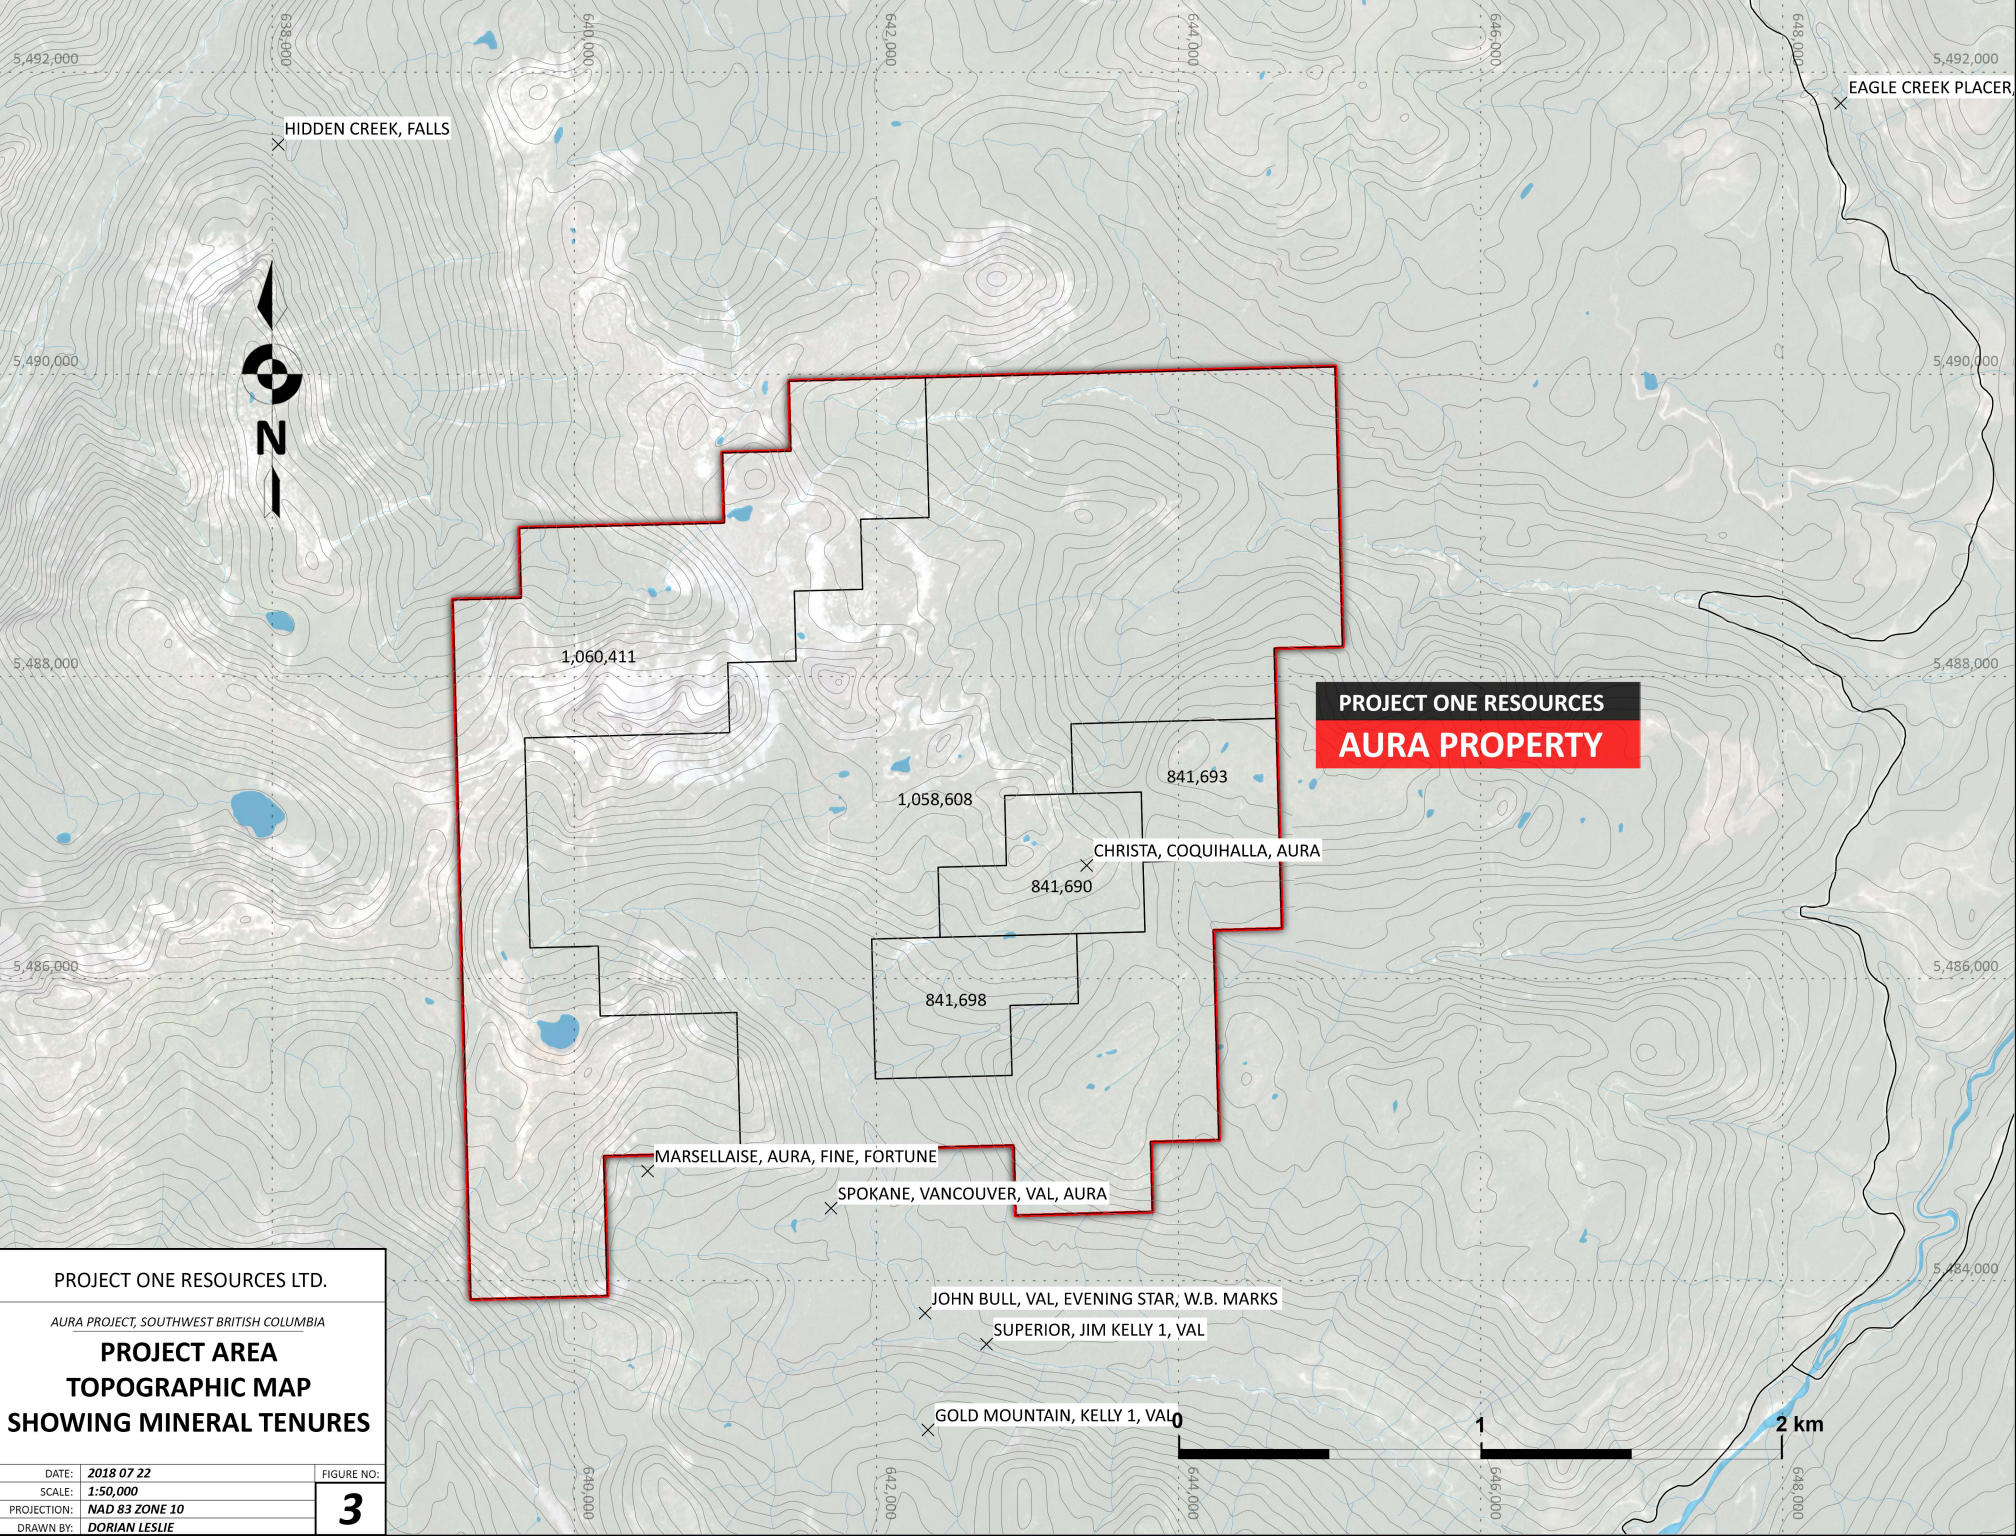 638,000
640,000
642,000
644,000
646,000
648,000
5,492,000
5,492,000
EAGLE CREEK PLACER,
HIDDEN CREEK, FALLS
5,490,000
5,490,000
N
1,060,411
5,488,000
5,488,000
PROJECT ONE RESOURCES
AURA PROPERTY
841,693
1,058,608
CHRISTA, COQUIHALLA, AURA
841,690
5,486,000
5,486,000
841,698
MARSELLAISE, AURA, FINE, FORTUNE
SPOKANE, VANCOUVER, VAL, AURA
5,484,000
JOHN BULL, VAL, EVENING STAR, W.B. MARKS
SUPERIOR, JIM KELLY 1, VAL
GOLD MOUNTAIN, KELLY 1, VAL
0 1 2 km
640,000
642,000
644,000
646,000
648,000
PROJECT ONE RESOURCES LTD.
AURA PROJECT, SOUTHWEST BRITISH COLUMBIA
PROJECT AREA
TOPOGRAPHIC MAP
SHOWING MINERAL TENURES
DATE: 2018 07 22
SCALE: 1:50,000
PROJECTION: NAD 83 ZONE 10
DRAWN BY: DORIAN LESLIE
FIGURE NO:
3